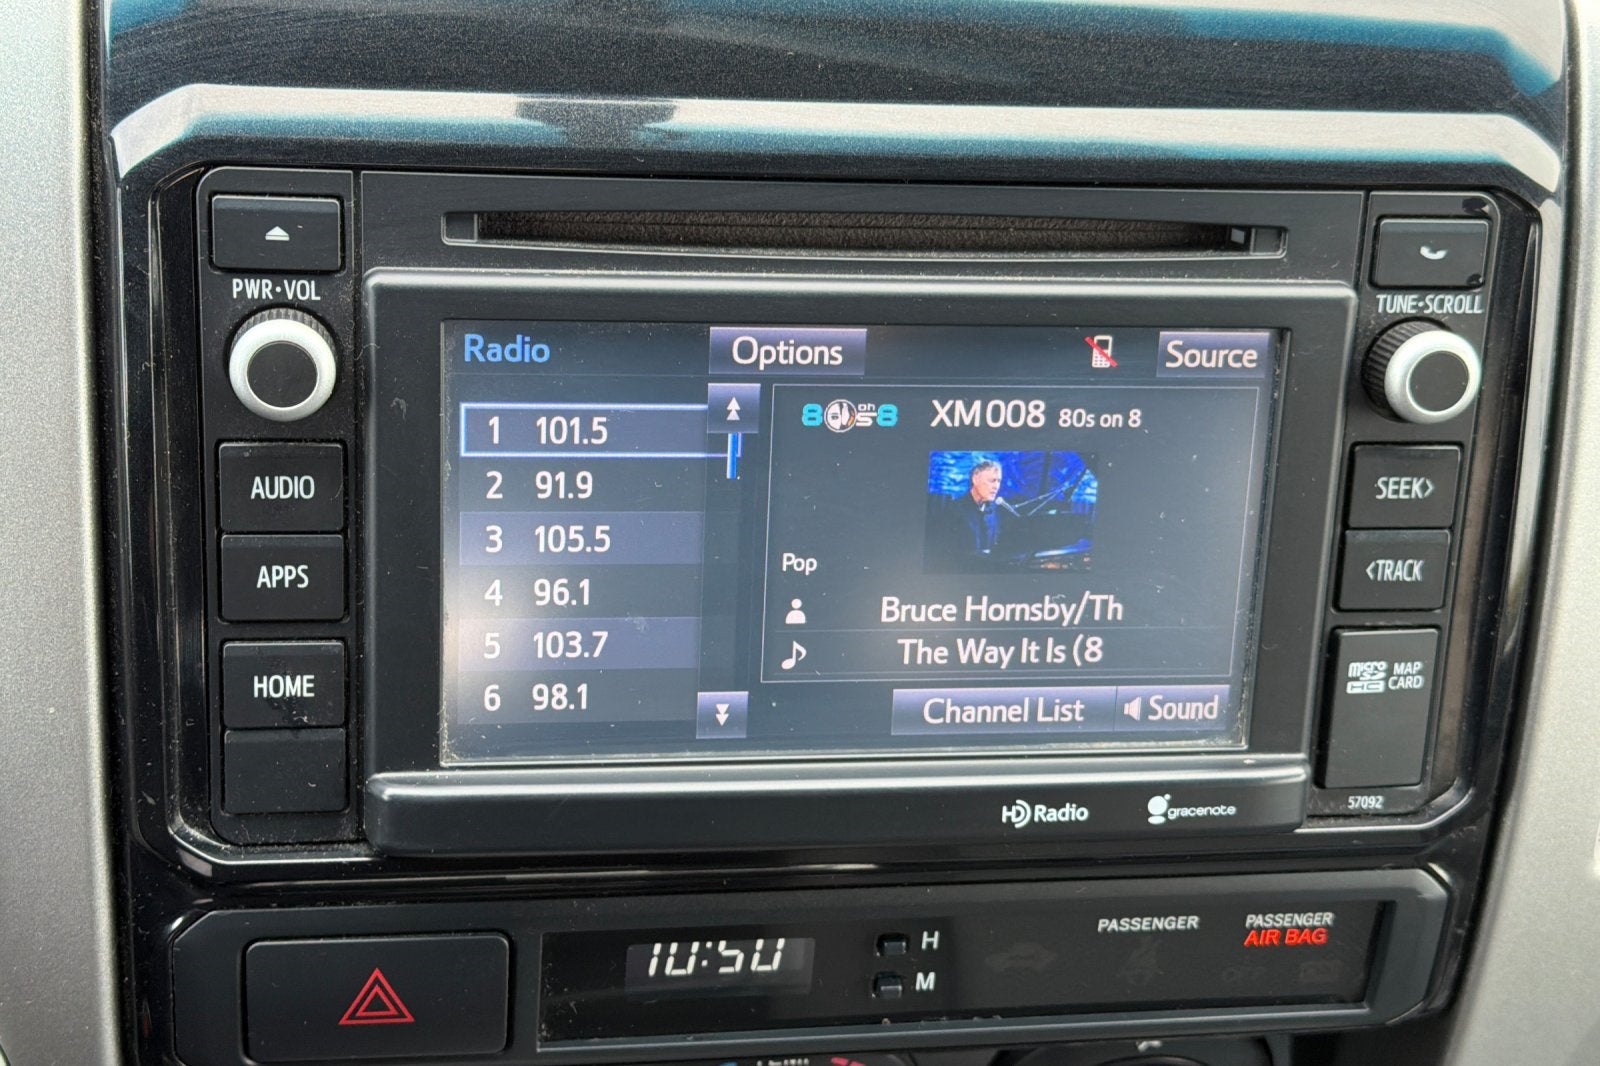 PWR•VOL
TUNE•SCROLL
Radio
Options
Source
1 101.5
2 91.9
3 105.5
4 96.1
5 103.7
6 98.1
80s on 8
XM008 80s on 8
Pop
Bruce Hornsby/Th
The Way It Is (8
Channel List
Sound
AUDIO
APPS
HOME
SEEK>
<TRACK
micro SD HC
MAP CARD
57092
HD Radio
gracenote
10:50
H
M
PASSENGER
PASSENGER
AIR BAG